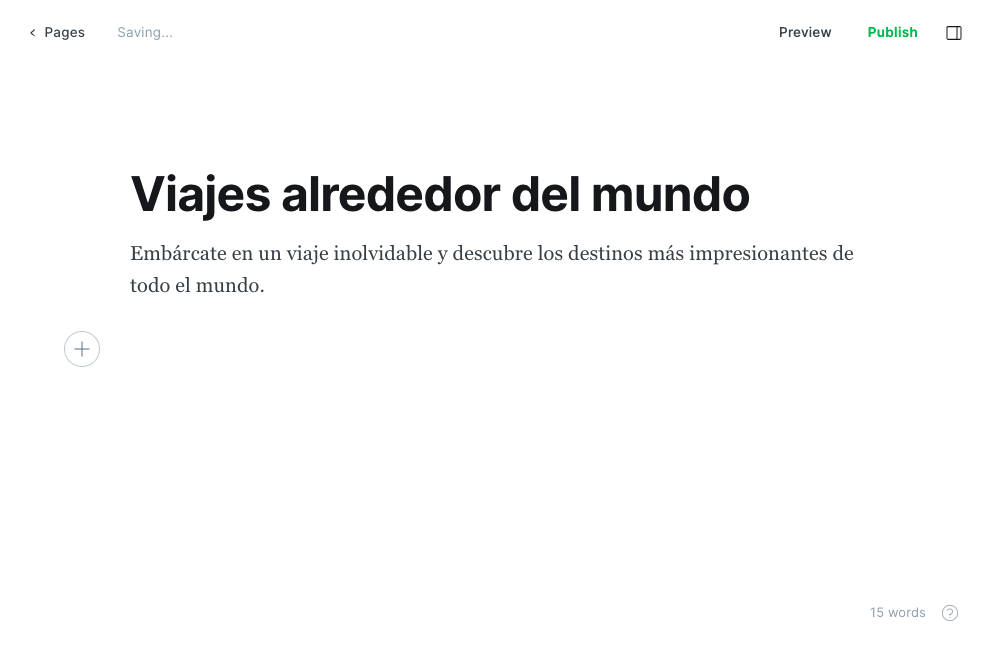 Pages
Saving...
Preview
Publish
Viajes alrededor del mundo
Embárcate en un viaje inolvidable y descubre los destinos más impresionantes de
todo el mundo.
15 words